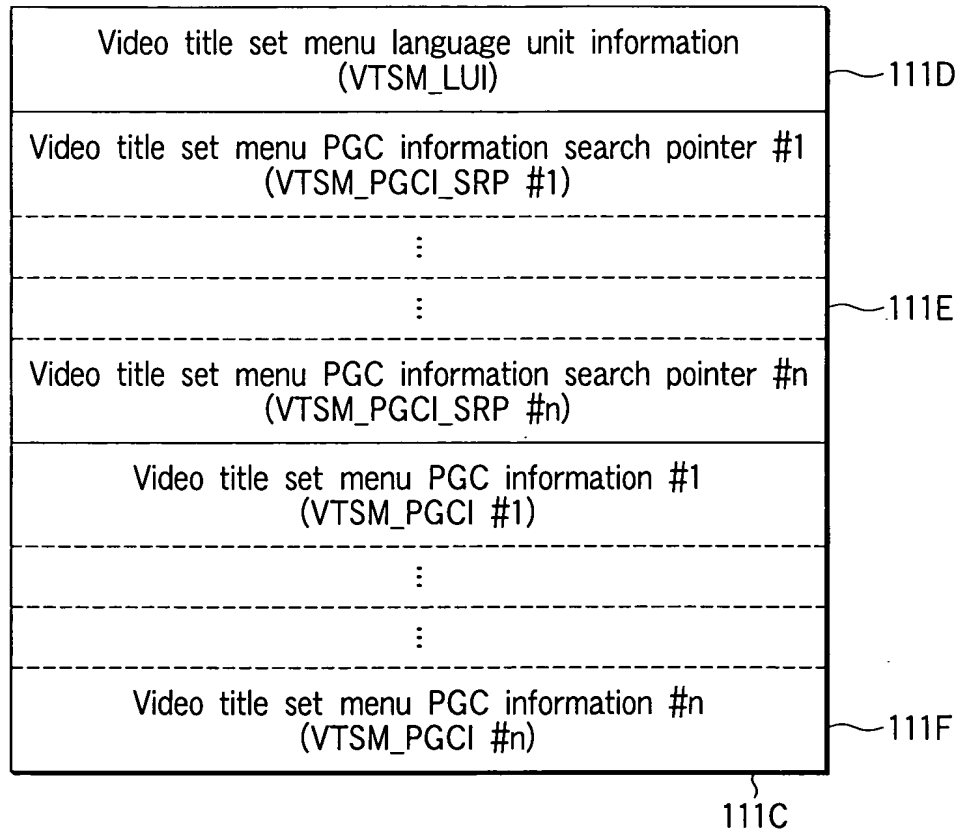 Video title set menu language unit information
(VTSM_LUI)
111D
Video title set menu PGC information search pointer #1
(VTSM_PGCI_SRP #1)
⋮
⋮
111E
Video title set menu PGC information search pointer #n
(VTSM_PGCI_SRP #n)
Video title set menu PGC information #1
(VTSM_PGCI #1)
⋮
⋮
Video title set menu PGC information #n
(VTSM_PGCI #n)
111F
111C